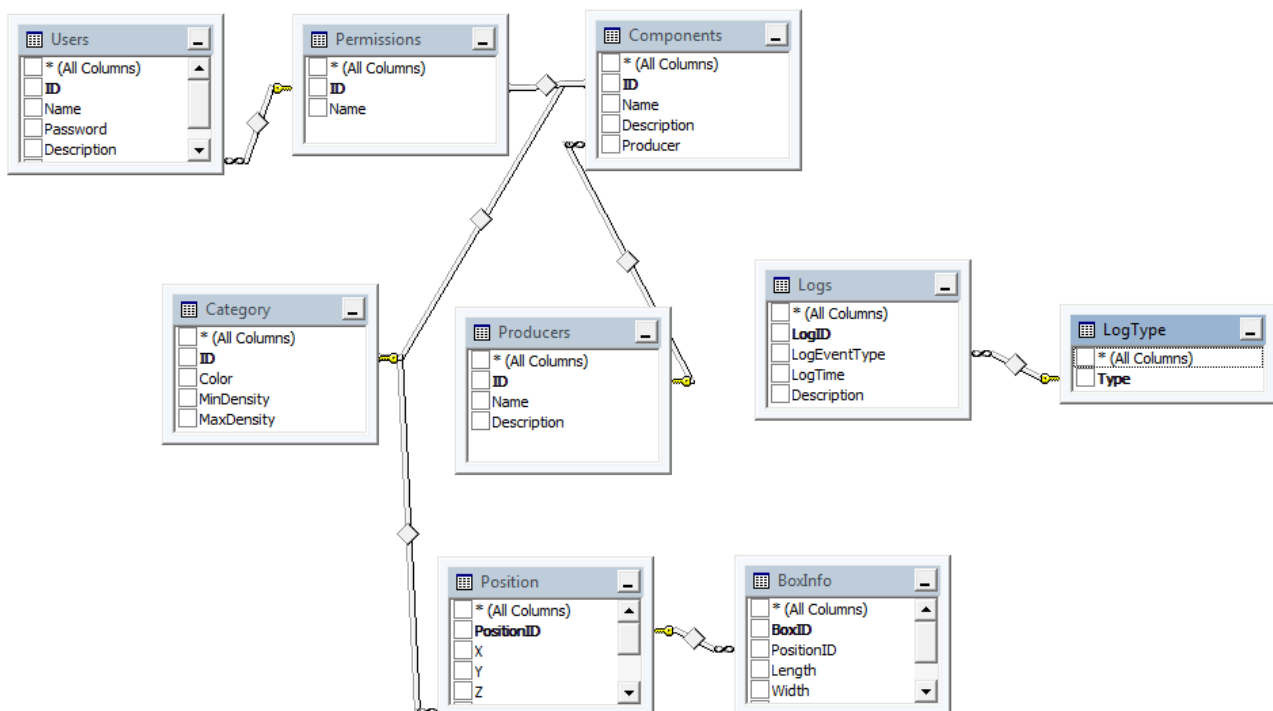 Users
* (All Columns)
ID
Name
Password
Description
Permissions
* (All Columns)
ID
Name
Components
* (All Columns)
ID
Name
Description
Producer
Category
* (All Columns)
ID
Color
MinDensity
MaxDensity
Producers
* (All Columns)
ID
Name
Description
Logs
* (All Columns)
LogID
LogEventType
LogTime
Description
LogType
* (All Columns)
Type
Position
* (All Columns)
PositionID
X
Y
Z
BoxInfo
* (All Columns)
BoxID
PositionID
Length
Width